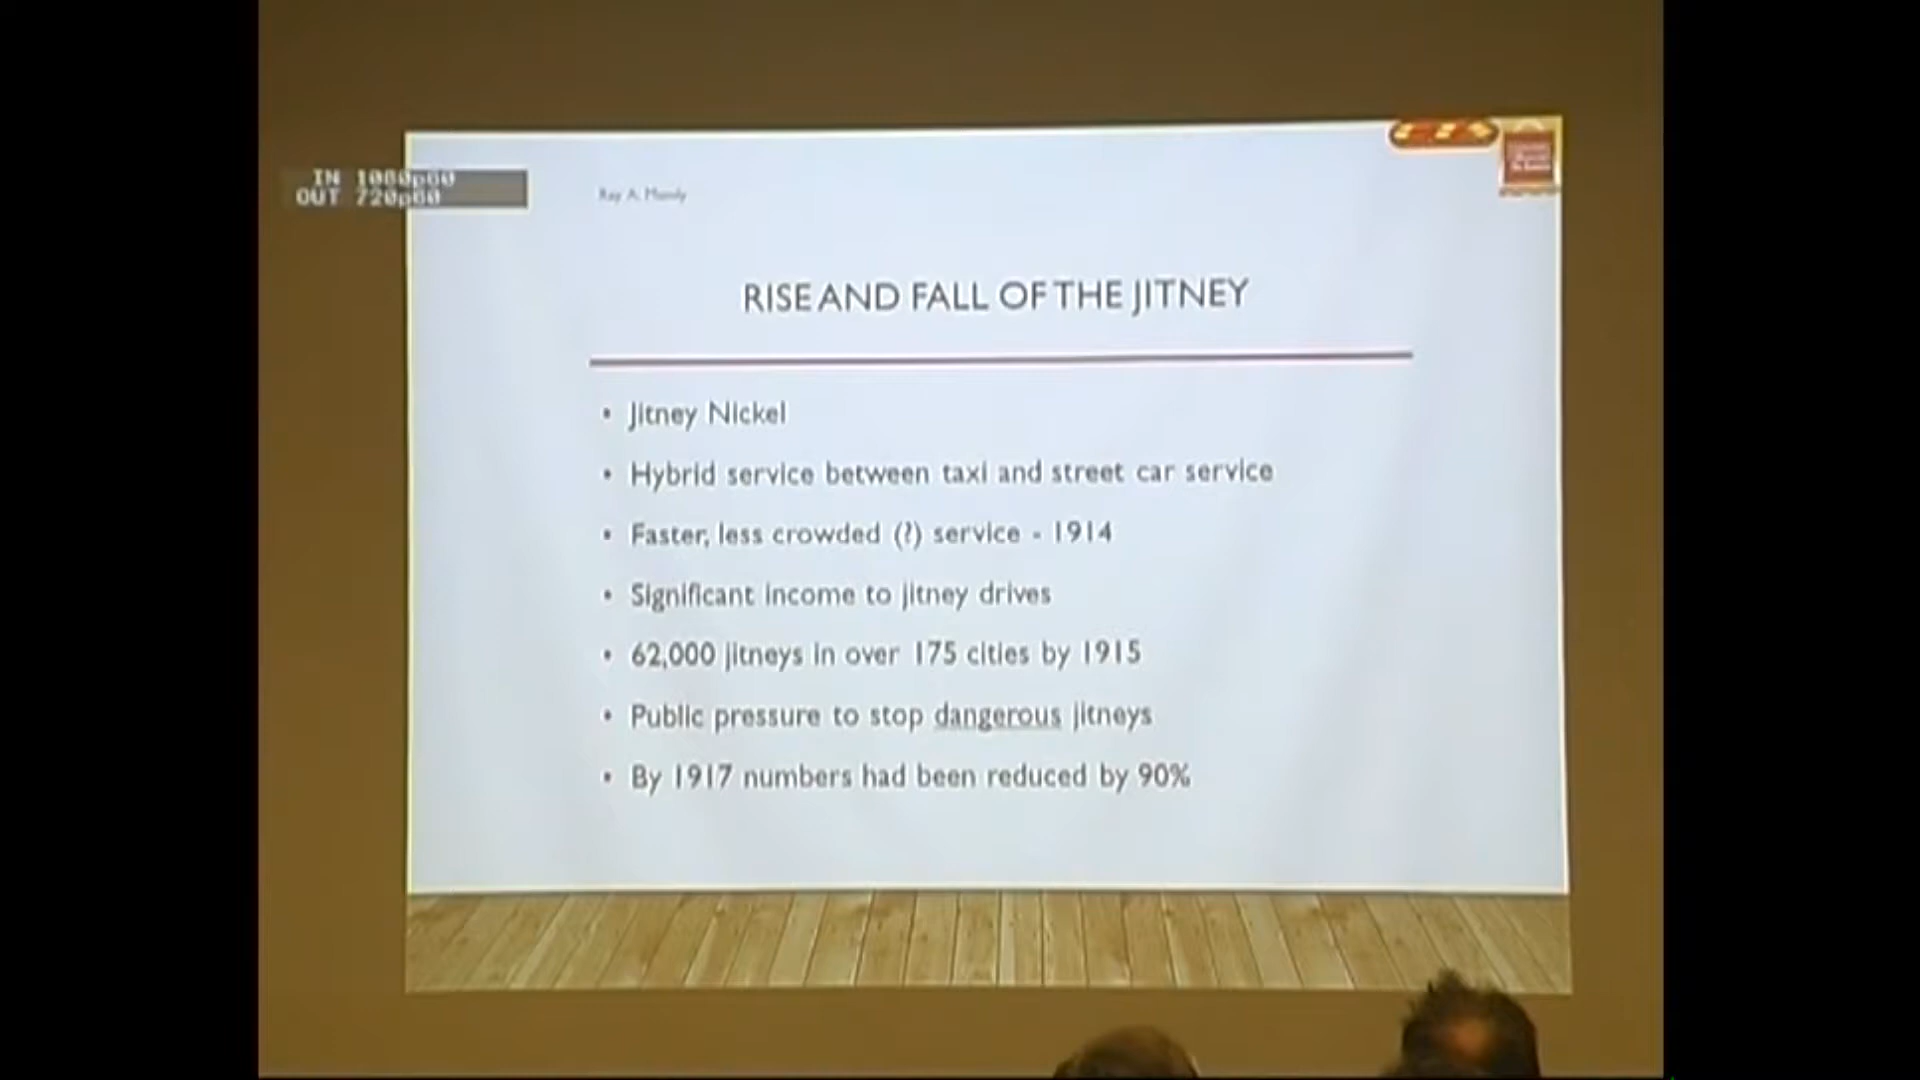 IN 1080p60
OUT 720p60
Ray A. Mundy
RISE AND FALL OF THE JITNEY
• Jitney Nickel
• Hybrid service between taxi and street car service
• Faster, less crowded (?) service - 1914
• Significant income to jitney drives
• 62,000 jitneys in over 175 cities by 1915
• Public pressure to stop dangerous jitneys
• By 1917 numbers had been reduced by 90%